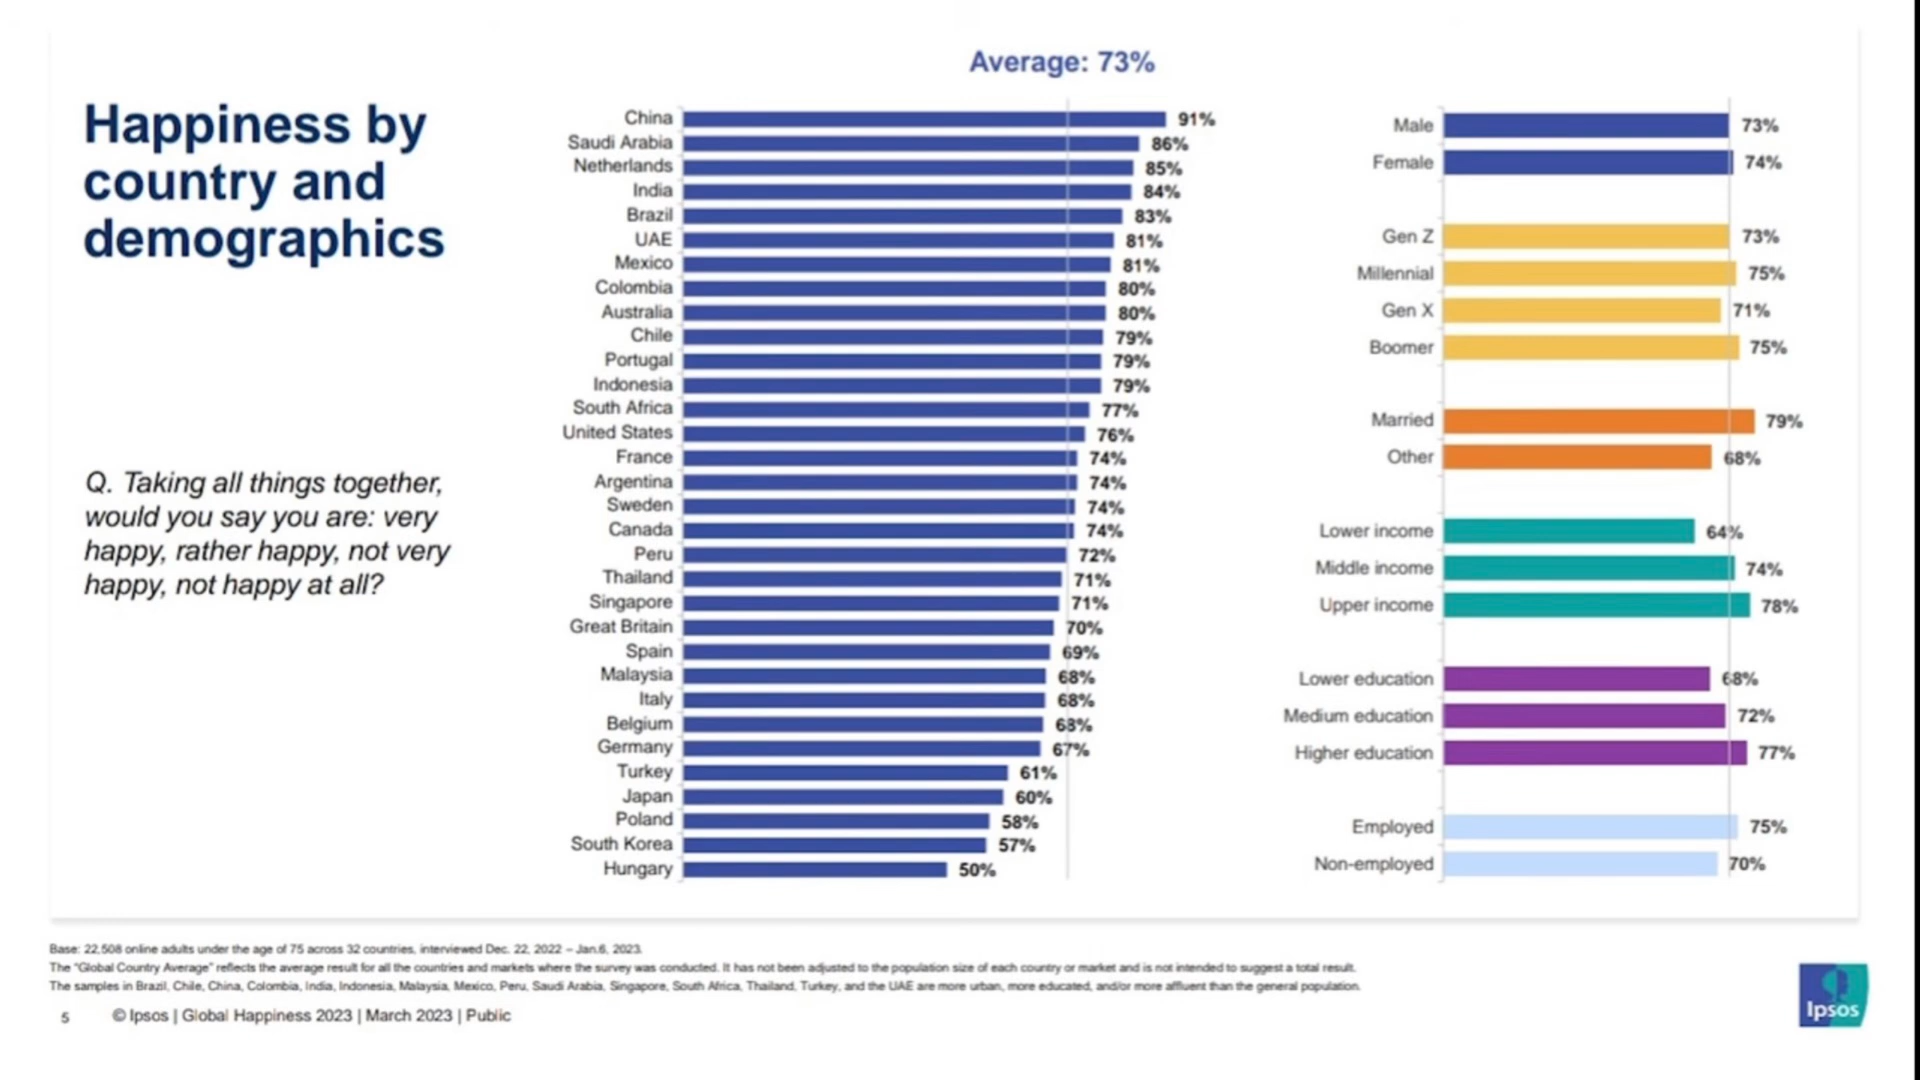 Average: 73%
Happiness by
country and
demographics
Q. Taking all things together,
would you say you are: very
happy, rather happy, not very
happy, not happy at all?
China 91%
Saudi Arabia 86%
Netherlands 85%
India 84%
Brazil 83%
UAE 81%
Mexico 81%
Colombia 80%
Australia 80%
Chile 79%
Portugal 79%
Indonesia 79%
South Africa 77%
United States 76%
France 74%
Argentina 74%
Sweden 74%
Canada 74%
Peru 72%
Thailand 71%
Singapore 71%
Great Britain 70%
Spain 69%
Malaysia 68%
Italy 68%
Belgium 68%
Germany 67%
Turkey 61%
Japan 60%
Poland 58%
South Korea 57%
Hungary 50%
Male 73%
Female 74%
Gen Z 73%
Millennial 75%
Gen X 71%
Boomer 75%
Married 79%
Other 68%
Lower income 64%
Middle income 74%
Upper income 78%
Lower education 68%
Medium education 72%
Higher education 77%
Employed 75%
Non-employed 70%
Base: 22,508 online adults under the age of 75 across 32 countries, interviewed Dec. 22, 2022 – Jan.6, 2023.
The "Global Country Average" reflects the average result for all the countries and markets where the survey was conducted. It has not been adjusted to the population size of each country or market and is not intended to suggest a total result.
The samples in Brazil, Chile, China, Colombia, India, Indonesia, Malaysia, Mexico, Peru, Saudi Arabia, Singapore, South Africa, Thailand, Turkey, and the UAE are more urban, more educated, and/or more affluent than the general population.
5 © Ipsos | Global Happiness 2023 | March 2023 | Public
Ipsos